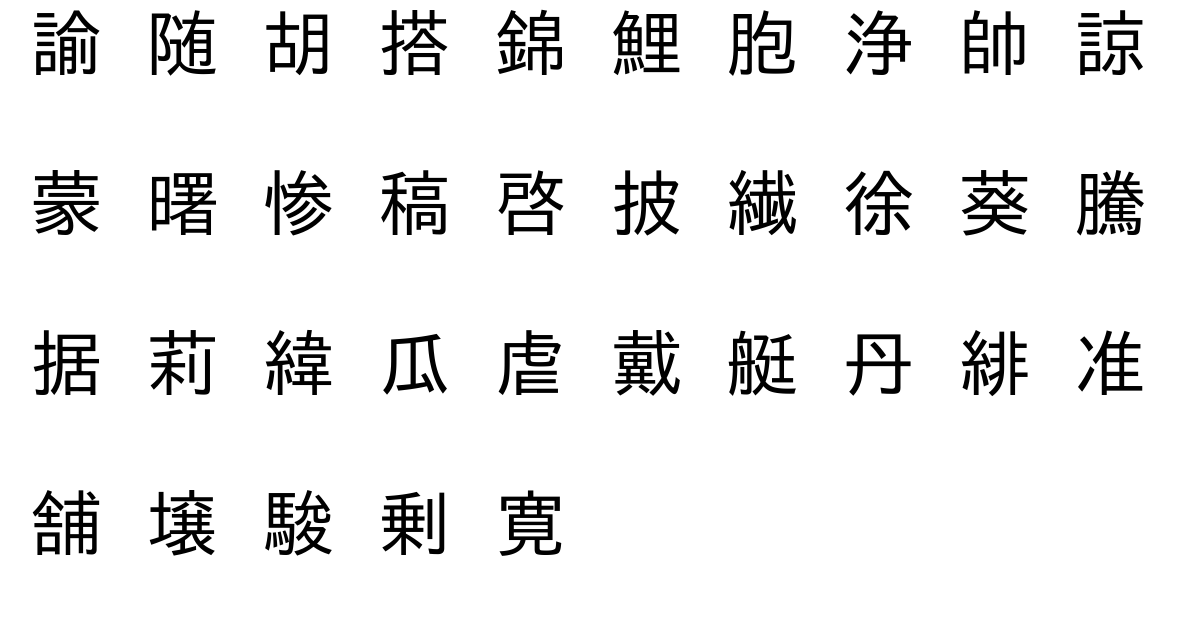 諭随胡搭錦鯉胞浄帥諒
蒙曙惨稿啓披繊徐葵騰
据莉緯瓜虐戴艇丹緋准
舗壌駿剰寛